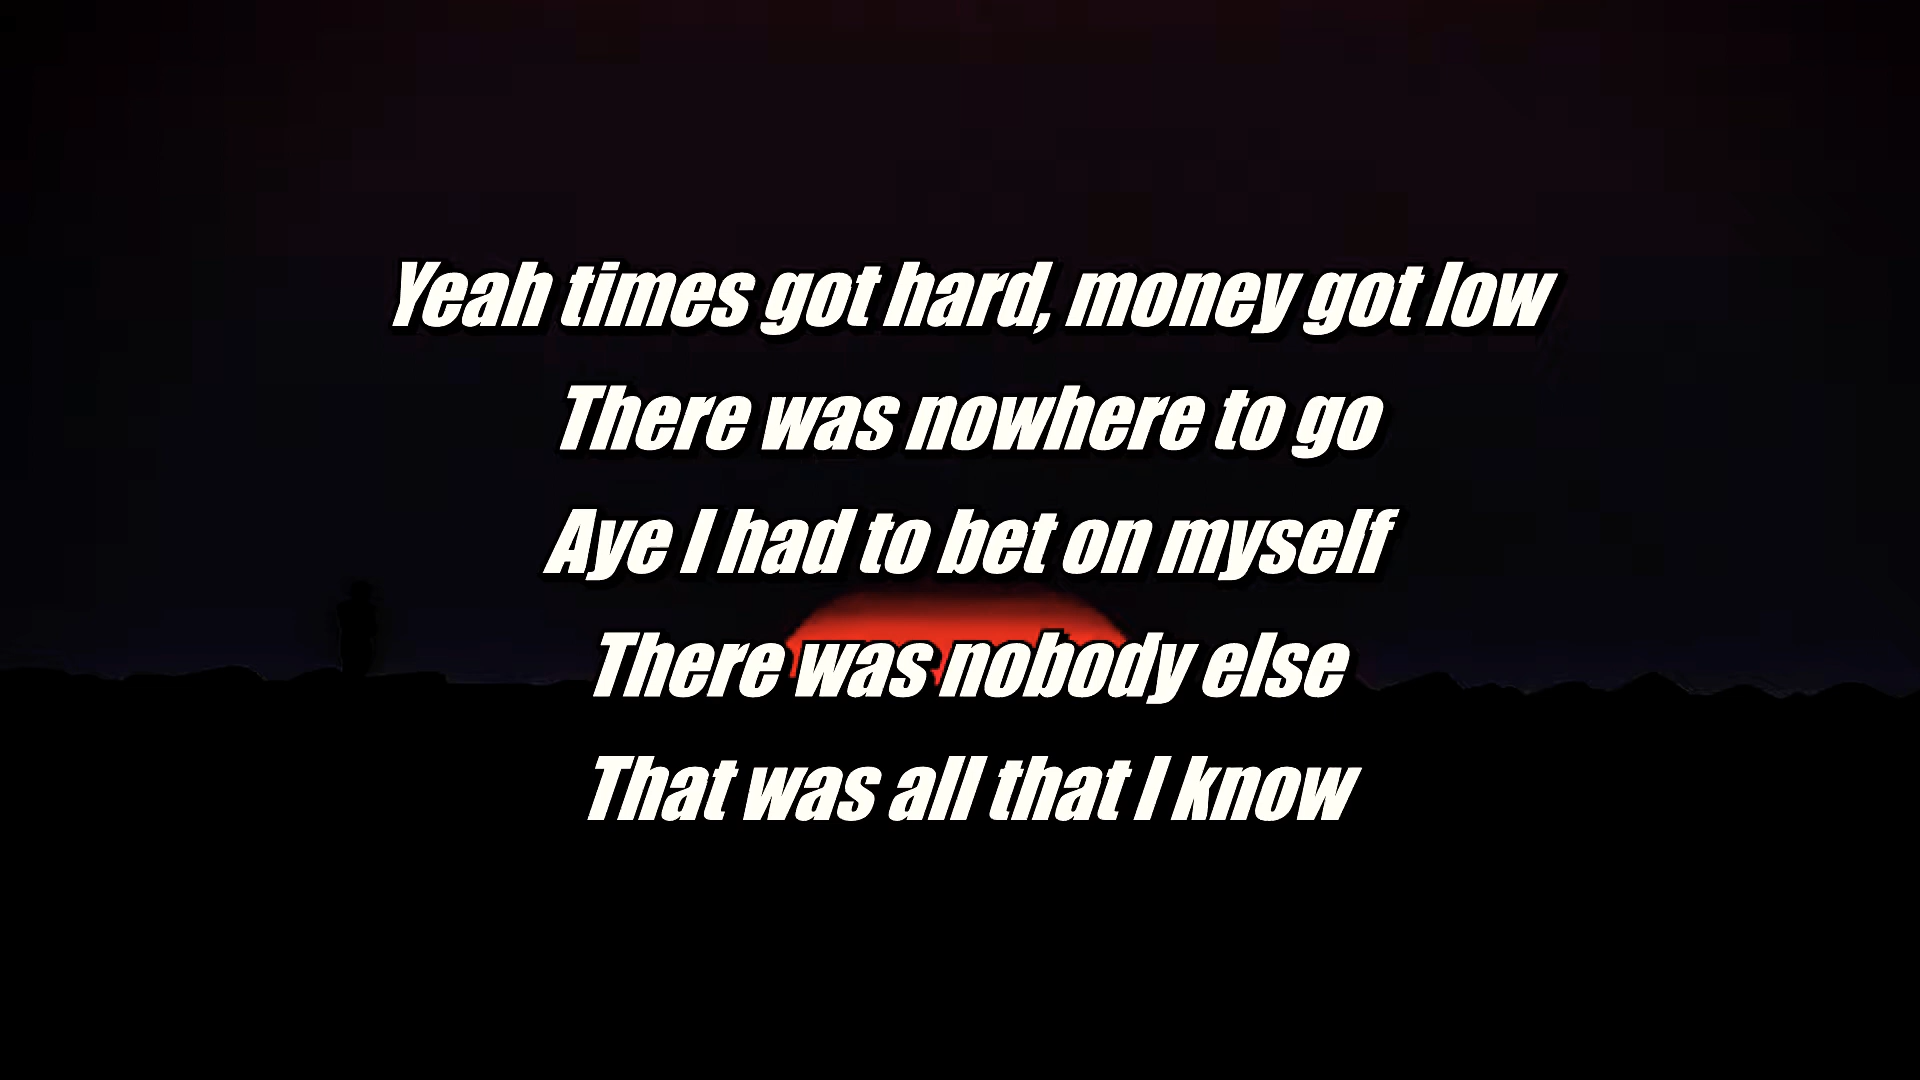 Yeah times got hard, money got low
There was nowhere to go
Aye I had to bet on myself
There was nobody else
That was all that I know